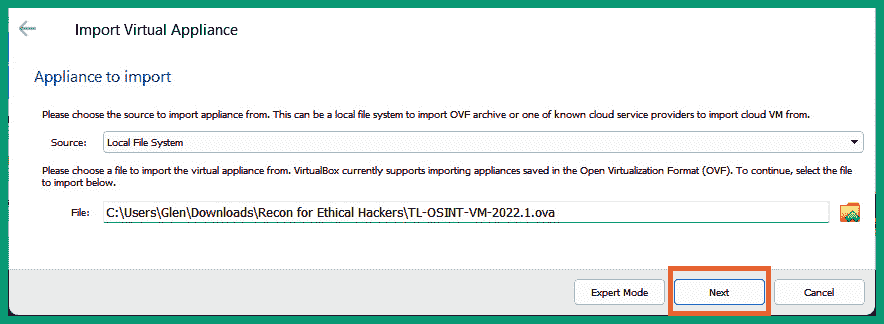 Import Virtual Appliance
Appliance to import
Please choose the source to import appliance from. This can be a local file system to import OVF archive or one of known cloud service providers to import cloud VM from.
Source: Local File System
Please choose a file to import the virtual appliance from. VirtualBox currently supports importing appliances saved in the Open Virtualization Format (OVF). To continue, select the file
to import below.
File: C:\Users\Glen\Downloads\Recon for Ethical Hackers\TL-OSINT-VM-2022.1.ova
Expert Mode Next Cancel